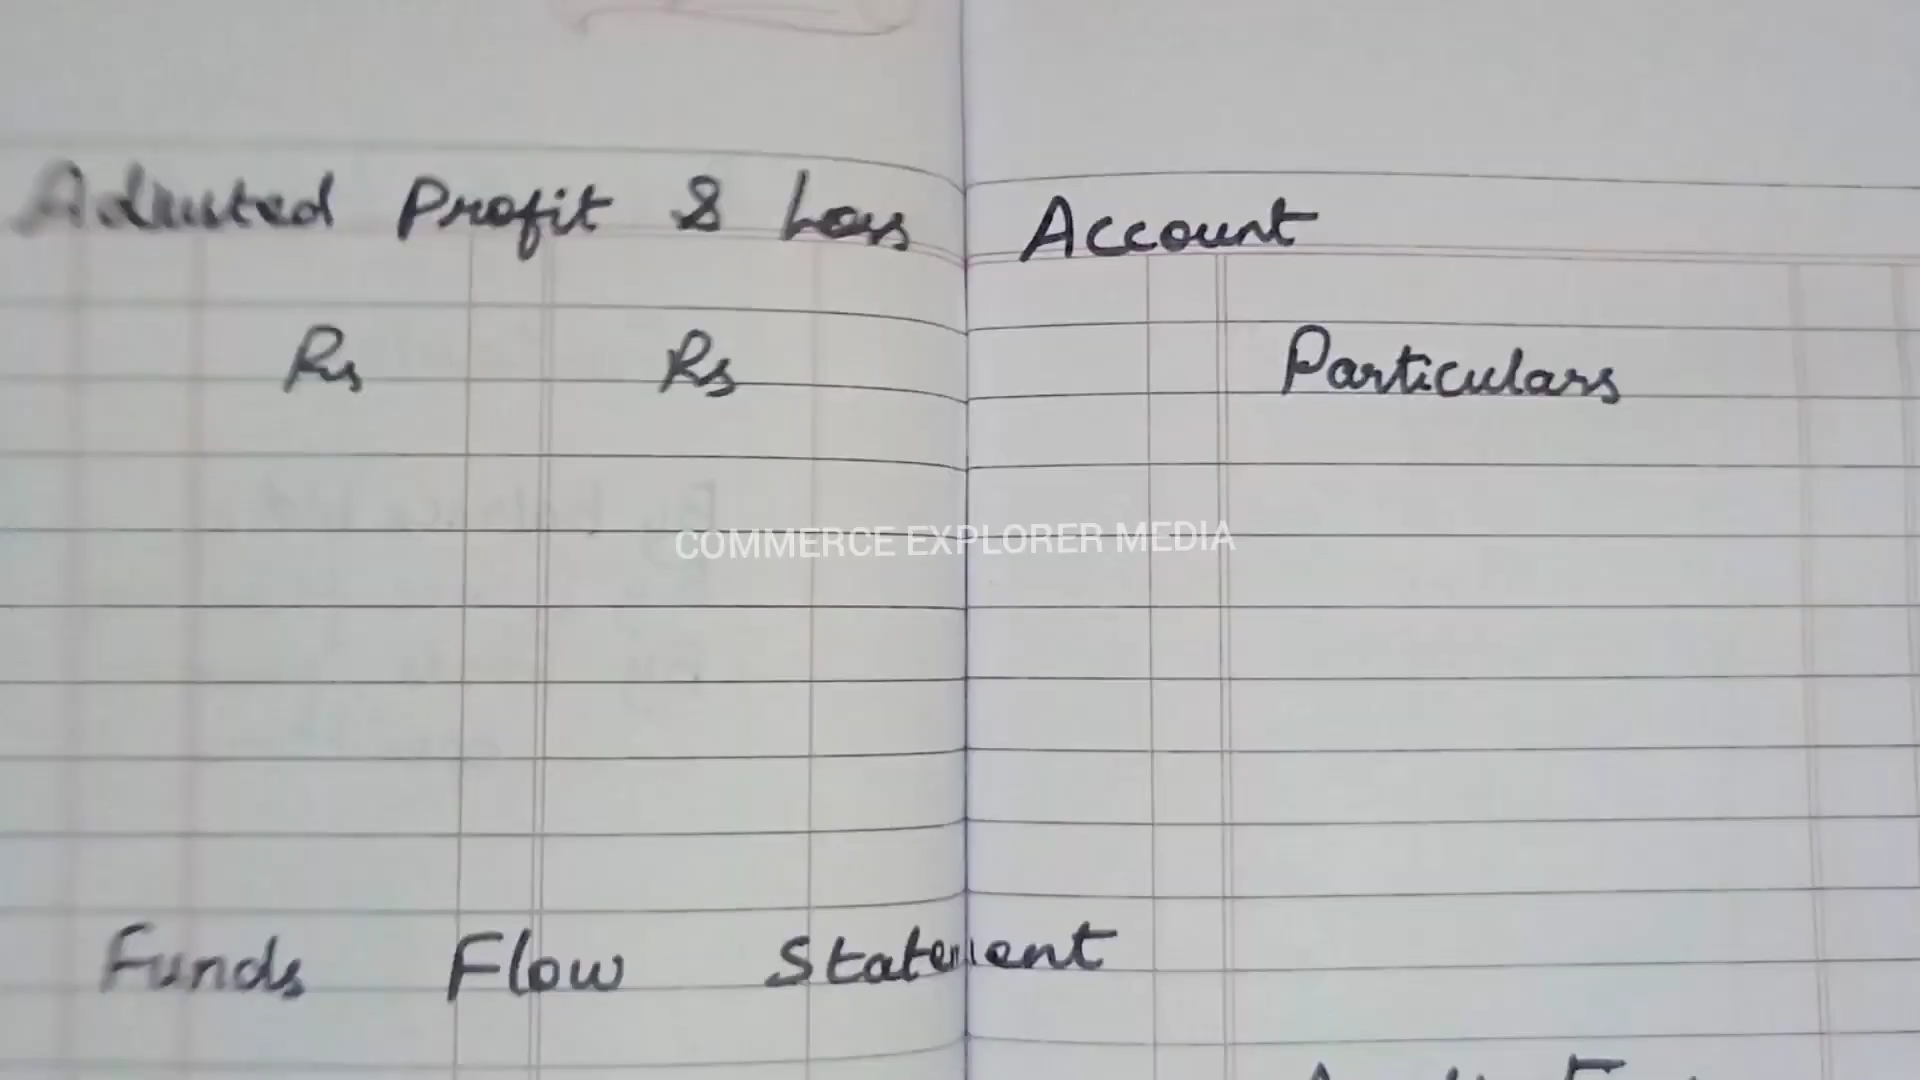 Adjusted Profit & Loss Account
Rs Rs Particulars
COMMERCE EXPLORER MEDIA
Funds Flow Statement